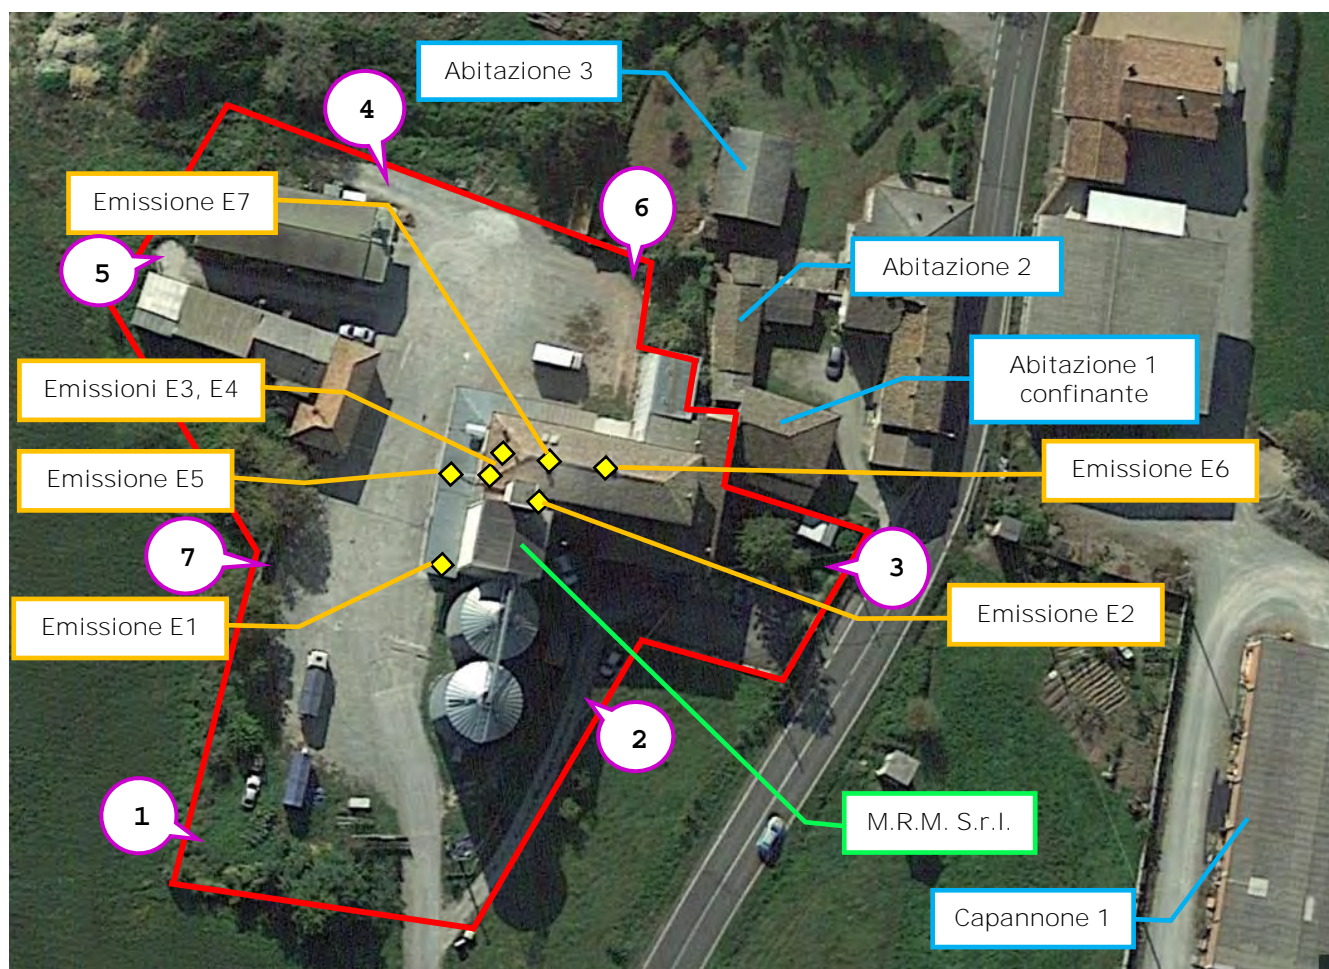 Abitazione 3
4
Emissione E7
6
5
Abitazione 2
Emissioni E3, E4
Abitazione 1
confinante
Emissione E5
Emissione E6
7
3
Emissione E1
Emissione E2
2
1
M.R.M. S.r.l.
Capannone 1